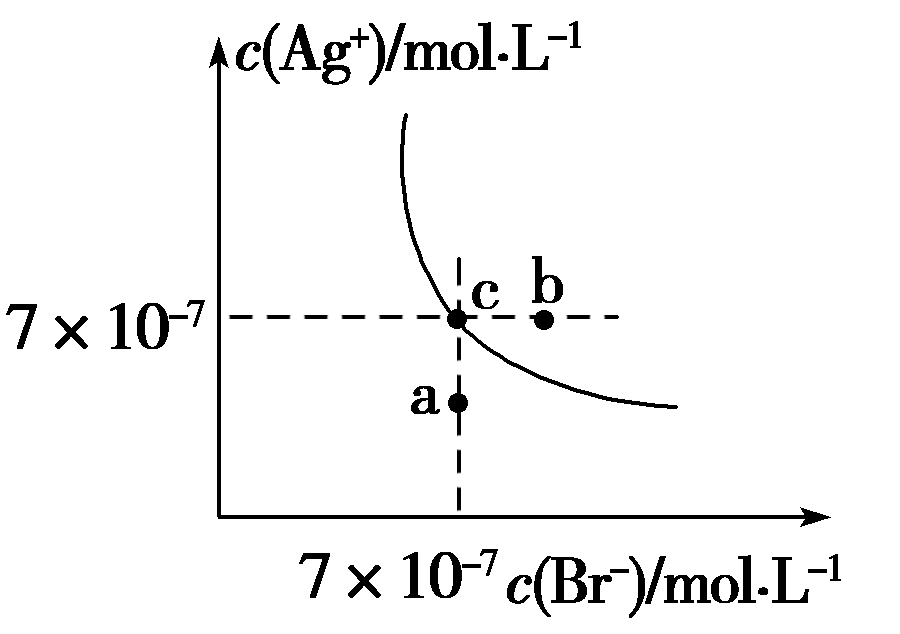 c(Ag⁺)/mol·L⁻¹
c b
7 × 10⁻⁷
a
7 × 10⁻⁷ c(Br⁻)/mol·L⁻¹